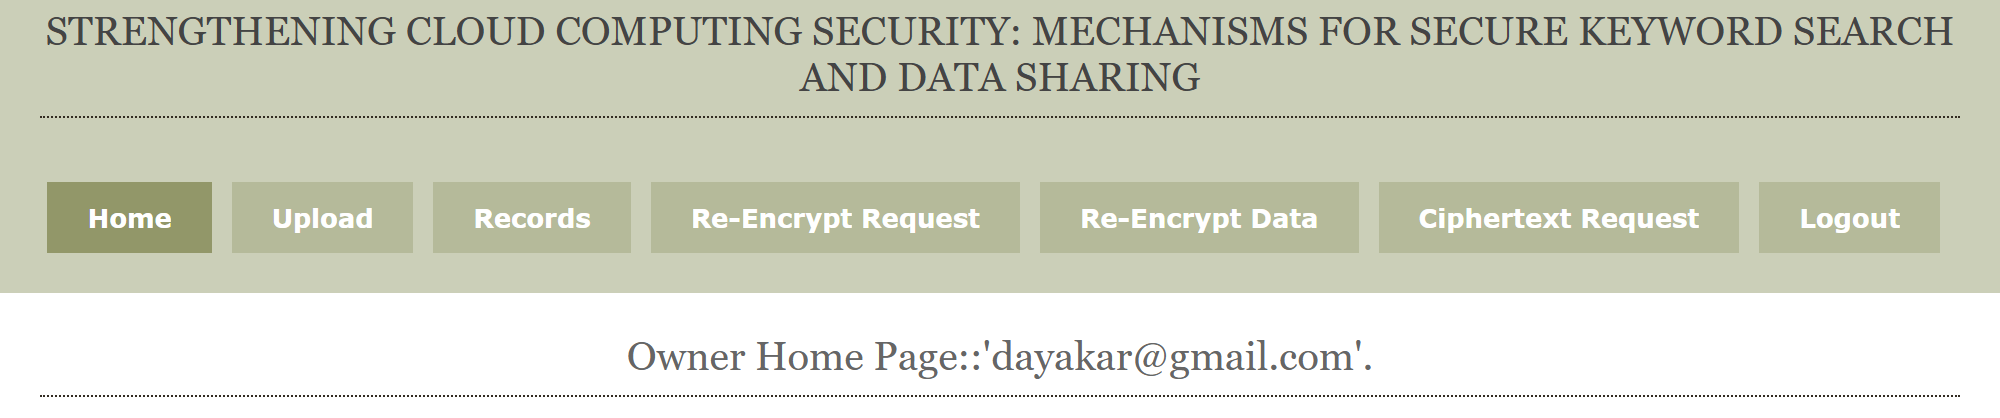 STRENGTHENING CLOUD COMPUTING SECURITY: MECHANISMS FOR SECURE KEYWORD SEARCH
AND DATA SHARING
Home Upload Records Re-Encrypt Request Re-Encrypt Data Ciphertext Request Logout
Owner Home Page::'dayakar@gmail.com'.